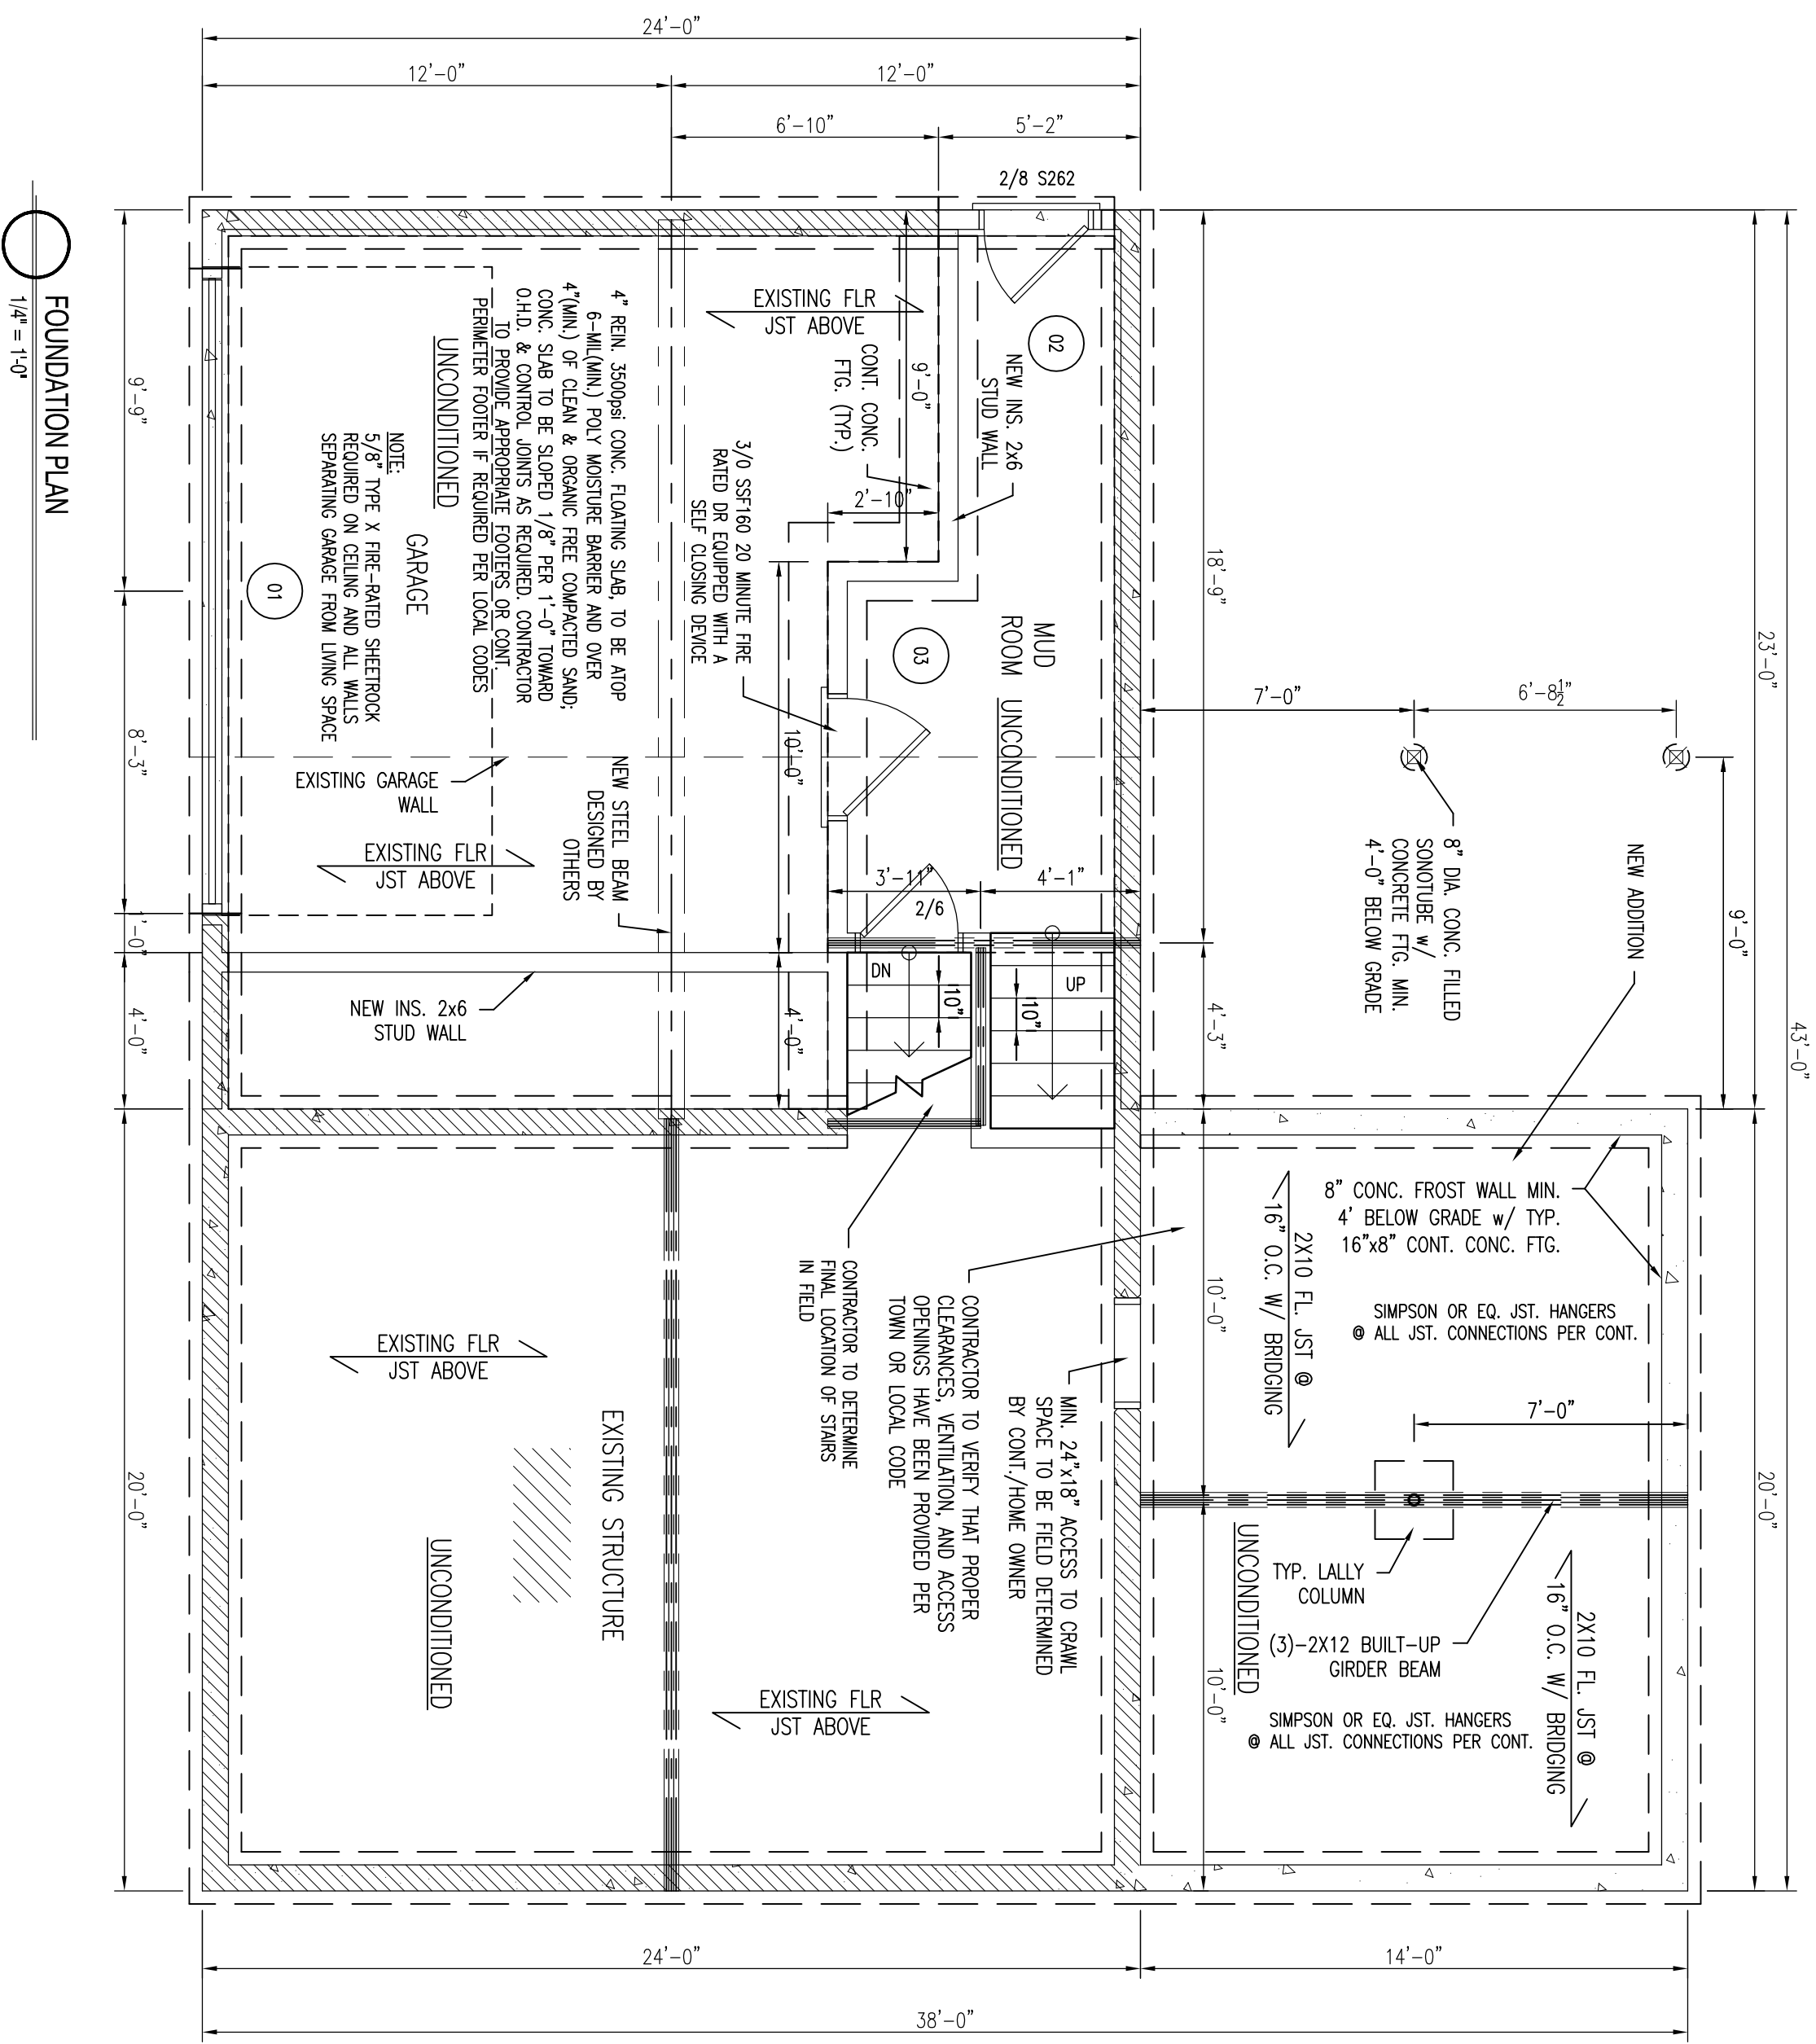 24'-0"
12'-0"
12'-0"
6'-10"
5'-2"
2/8 S262
43'-0"
23'-0"
20'-0"
9'-0"
18'-9"
4'-3"
10'-0"
10'-0"
7'-0"
6'-8½"
8" DIA. CONC. FILLED
SONOTUBE w/
CONCRETE FTG. MIN.
4'-0" BELOW GRADE
NEW ADDITION
8" CONC. FROST WALL MIN.
4' BELOW GRADE w/ TYP.
16"x8" CONT. CONC. FTG.
SIMPSON OR EQ. JST. HANGERS
@ ALL JST. CONNECTIONS PER CONT.
2X10 FL. JST @
16" O.C. W/ BRIDGING
7'-0"
TYP. LALLY
COLUMN
(3)-2X12 BUILT-UP
GIRDER BEAM
UNCONDITIONED
2X10 FL. JST @
16" O.C. W/ BRIDGING
SIMPSON OR EQ. JST. HANGERS
@ ALL JST. CONNECTIONS PER CONT.
02
NEW INS. 2x6
STUD WALL
MUD
ROOM
UNCONDITIONED
03
EXISTING FLR
JST ABOVE
CONT. CONC.
FTG. (TYP.)
9'-0"
2'-10"
3/0 SSF160 20 MINUTE FIRE
RATED DR EQUIPPED WITH A
SELF CLOSING DEVICE
10'-0"
3'-11"
4'-1"
2/6
DN
UP
10"
10"
4'-0"
4" REIN. 3500psi CONC. FLOATING SLAB, TO BE ATOP
6-MIL(MIN.) POLY MOISTURE BARRIER AND OVER
4"(MIN.) OF CLEAN & ORGANIC FREE COMPACTED SAND;
CONC. SLAB TO BE SLOPED 1/8" PER 1'-0" TOWARD
O.H.D. & CONTROL JOINTS AS REQUIRED. CONTRACTOR
TO PROVIDE APPROPRIATE FOOTERS OR CONT.
PERIMETER FOOTER IF REQUIRED PER LOCAL CODES
UNCONDITIONED
GARAGE
NOTE:
5/8" TYPE X FIRE-RATED SHEETROCK
REQUIRED ON CEILING AND ALL WALLS
SEPARATING GARAGE FROM LIVING SPACE
01
EXISTING GARAGE
WALL
NEW STEEL BEAM
DESIGNED BY
OTHERS
EXISTING FLR
JST ABOVE
NEW INS. 2x6
STUD WALL
MIN. 24"x18" ACCESS TO CRAWL
SPACE TO BE FIELD DETERMINED
BY CONT./HOME OWNER
CONTRACTOR TO VERIFY THAT PROPER
CLEARANCES, VENTILATION, AND ACCESS
OPENINGS HAVE BEEN PROVIDED PER
TOWN OR LOCAL CODE
CONTRACTOR TO DETERMINE
FINAL LOCATION OF STAIRS
IN FIELD
EXISTING FLR
JST ABOVE
EXISTING STRUCTURE
UNCONDITIONED
EXISTING FLR
JST ABOVE
9'-9"
8'-3"
1'-0"
4'-0"
20'-0"
24'-0"
14'-0"
38'-0"
FOUNDATION PLAN
1/4" = 1'-0"